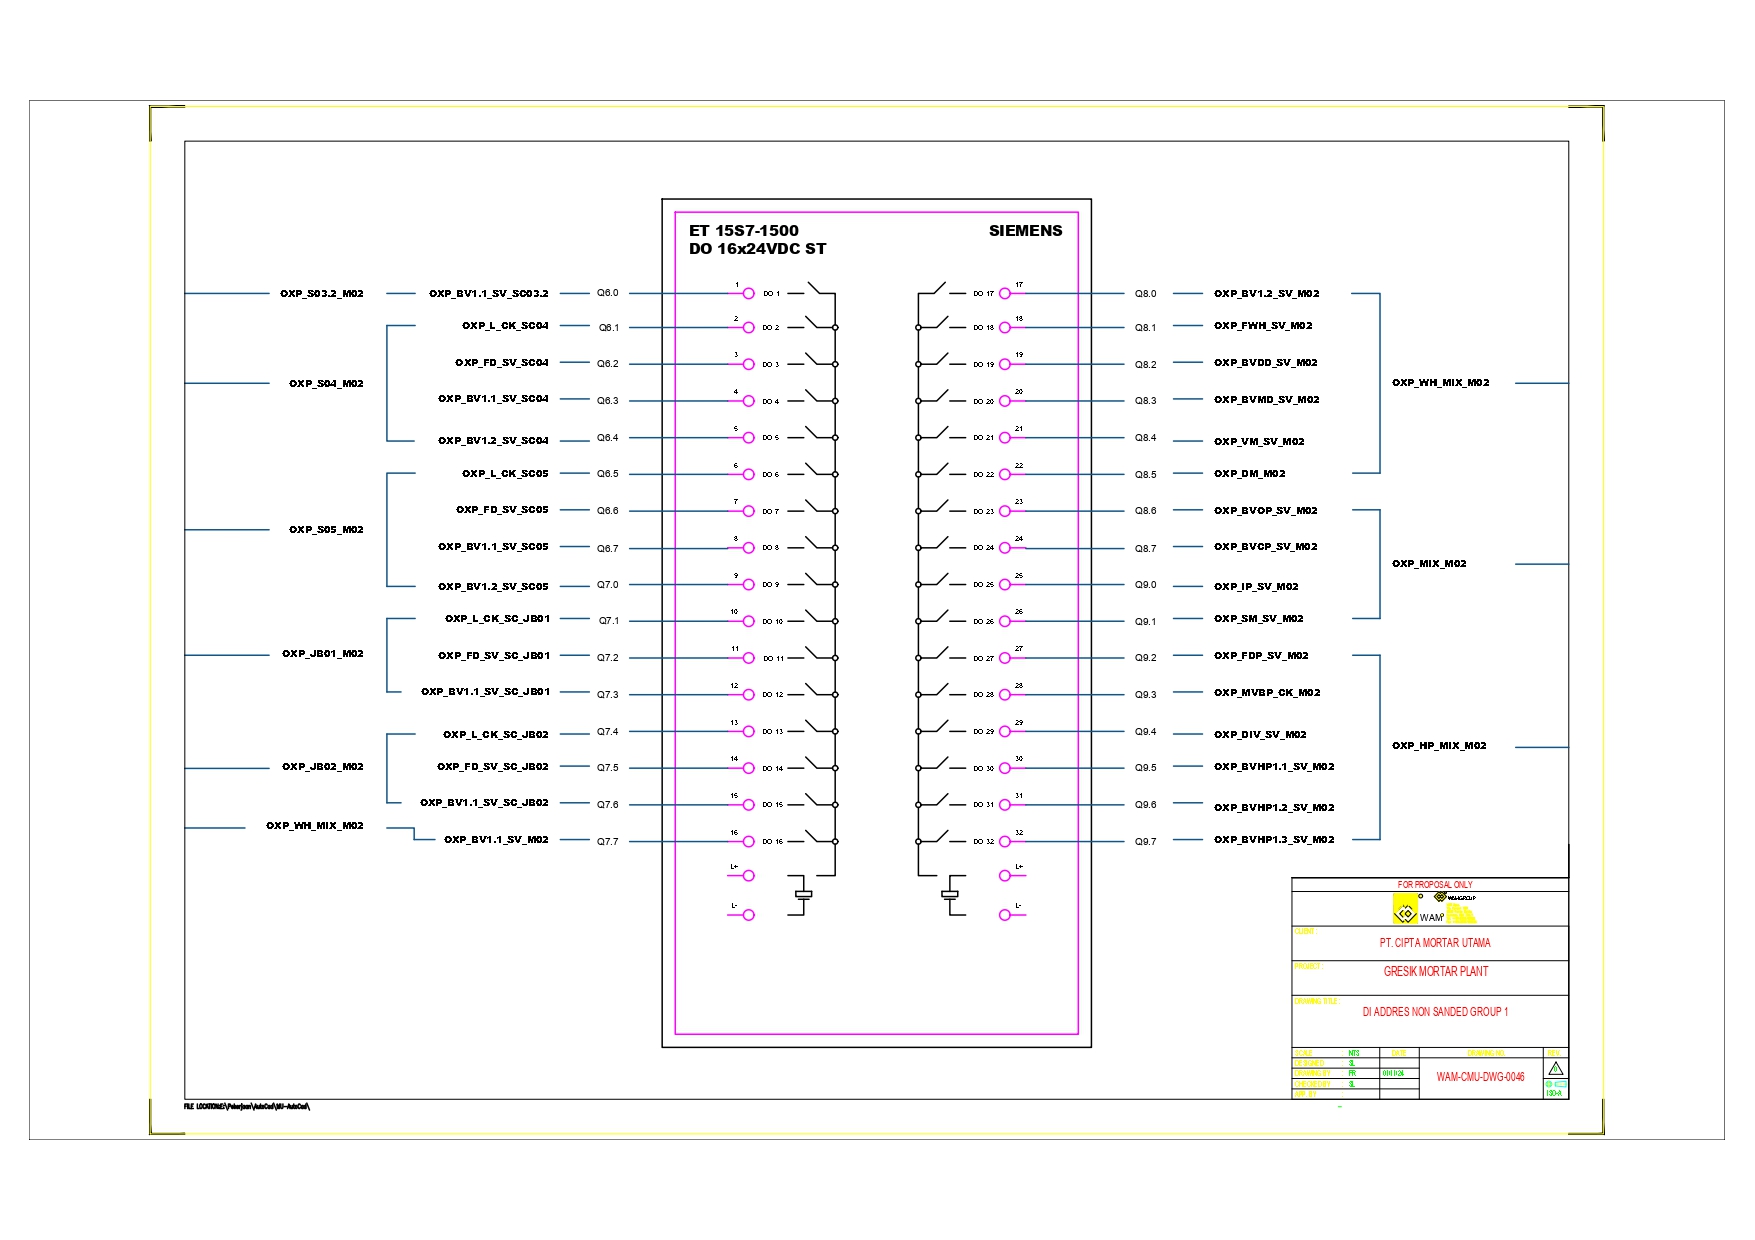 ET 15S7-1500 SIEMENS
DO 16x24VDC ST
OXP_S03.2_M02 OXP_BV1.1_SV_SC03.2 Q6.0 1 DO 1 DO 17 17 Q8.0 OXP_BV1.2_SV_M02
OXP_L_CK_SC04 Q6.1 2 DO 2 DO 18 18 Q8.1 OXP_FWH_SV_M02
OXP_FD_SV_SC04 Q6.2 3 DO 3 DO 19 19 Q8.2 OXP_BVDD_SV_M02
OXP_S04_M02 OXP_WH_MIX_M02
OXP_BV1.1_SV_SC04 Q6.3 4 DO 4 DO 20 20 Q8.3 OXP_BVMD_SV_M02
OXP_BV1.2_SV_SC04 Q6.4 5 DO 5 DO 21 21 Q8.4 OXP_VM_SV_M02
OXP_L_CK_SC05 Q6.5 6 DO 6 DO 22 22 Q8.5 OXP_DM_M02
OXP_FD_SV_SC05 Q6.6 7 DO 7 DO 23 23 Q8.6 OXP_BVOP_SV_M02
OXP_S05_M02
OXP_BV1.1_SV_SC05 Q6.7 8 DO 8 DO 24 24 Q8.7 OXP_BVCP_SV_M02
OXP_MIX_M02
OXP_BV1.2_SV_SC05 Q7.0 9 DO 9 DO 25 25 Q9.0 OXP_IP_SV_M02
OXP_L_CK_SC_JB01 Q7.1 10 DO 10 DO 26 26 Q9.1 OXP_SM_SV_M02
OXP_JB01_M02 OXP_FD_SV_SC_JB01 Q7.2 11 DO 11 DO 27 27 Q9.2 OXP_FDP_SV_M02
OXP_BV1.1_SV_SC_JB01 Q7.3 12 DO 12 DO 28 28 Q9.3 OXP_MVBP_CK_M02
OXP_L_CK_SC_JB02 Q7.4 13 DO 13 DO 29 29 Q9.4 OXP_DIV_SV_M02
OXP_HP_MIX_M02
OXP_JB02_M02 OXP_FD_SV_SC_JB02 Q7.5 14 DO 14 DO 30 30 Q9.5 OXP_BVHP1.1_SV_M02
OXP_BV1.1_SV_SC_JB02 Q7.6 15 DO 15 DO 31 31 Q9.6 OXP_BVHP1.2_SV_M02
OXP_WH_MIX_M02
OXP_BV1.1_SV_M02 Q7.7 16 DO 16 DO 32 32 Q9.7 OXP_BVHP1.3_SV_M02
L+ L+
L- L-
FOR PROPOSAL ONLY
WAMGROUP
WAM
CLIENT :
PT. CIPTA MORTAR UTAMA
PROJECT :
GRESIK MORTAR PLANT
DRAWING TITLE :
DI ADDRES NON SANDED GROUP 1
SCALE : NTS DATE DRAWING NO. REV.
DESIGNED : SL
DRAWING BY : FR
CHECKED BY : SL
APP. BY :
WAM-CMU-DWG-0046
ISO-A
FILE LOCATION:E:\Pekerjaan\AutoCad\MU-AutoCad\